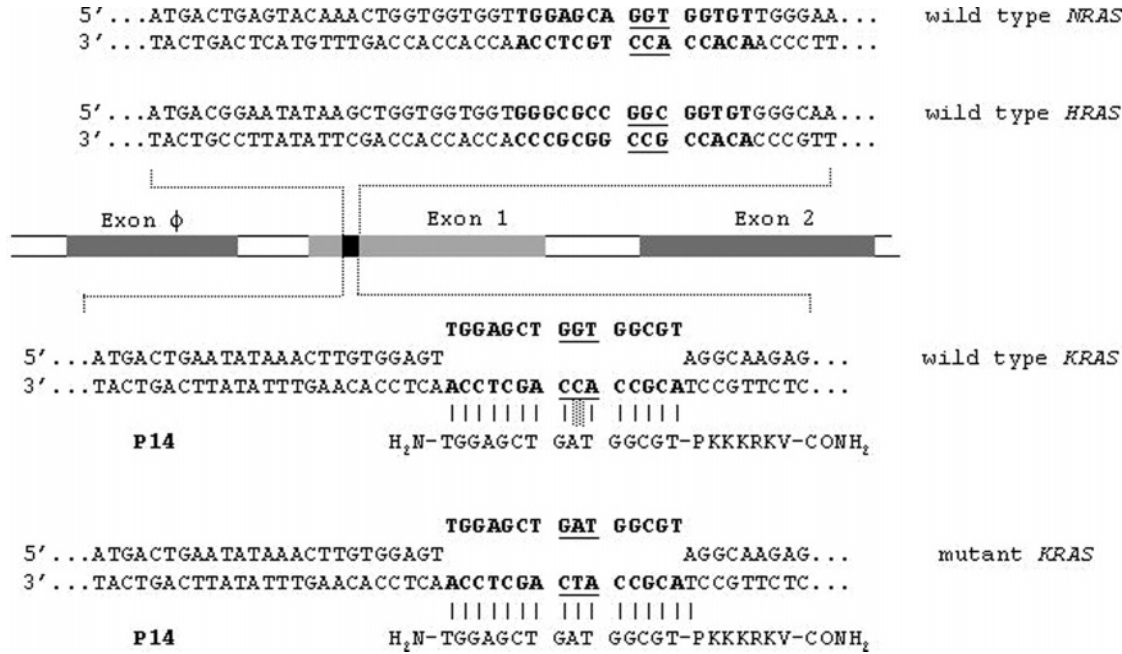 5′...ATGACTGAGTACAAACTGGTGGTGGTTGGAGCA GGT GGTGTTGGGAA... wild type NRAS
3′...TACTGACTCATGTTTGACCACCACCAACCTCGT CCA CCACAACCCTT...
5′...ATGACGGAATATAAGCTGGTGGTGGTGGGCGCC GGC GGTGTGGGCAA... wild type HRAS
3′...TACTGCCTTATATTCGACCACCACCACCCGCGG CCG CCACACCCGTT...
Exon ϕ Exon 1 Exon 2
TGGAGCT GGT GGCGT
5′...ATGACTGAATATAAACTTGTGGAGT AGGCAAGAG... wild type KRAS
3′...TACTGACTTATATTTGAACACCTCAACCTCGA CCA CCGCATCCGTTCTC...
P14 H₂N-TGGAGCT GAT GGCGT-PKKKRKV-CONH₂
TGGAGCT GAT GGCGT
5′...ATGACTGAATATAAACTTGTGGAGT AGGCAAGAG... mutant KRAS
3′...TACTGACTTATATTTGAACACCTCAACCTCGA CTA CCGCATCCGTTCTC...
P14 H₂N-TGGAGCT GAT GGCGT-PKKKRKV-CONH₂